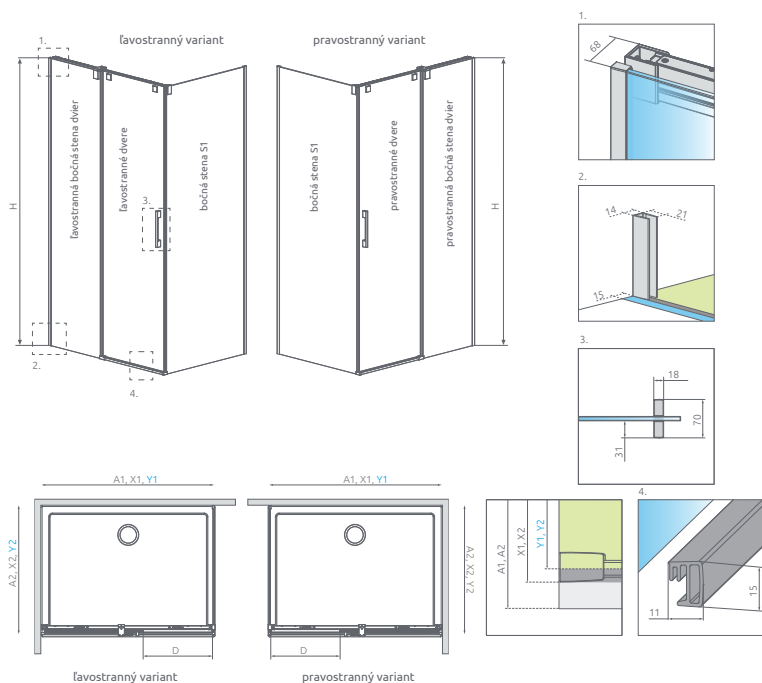 ľavostranný variant
pravostranný variant
1.
H
ľavostranná bočná stena dvier
ľavostranné dvere
3.
bočná stena S1
2.
4.
bočná stena S1
pravostranné dvere
pravostranná bočná stena dvier
H
1.
68
2.
14
21
15
3.
18
70
31
A1, X1, Y1
A2, X2, Y2
D
ľavostranný variant
A1, X1, Y1
A2, X2, Y2
D
pravostranný variant
A1, A2
X1, X2
Y1, Y2
4.
11
15